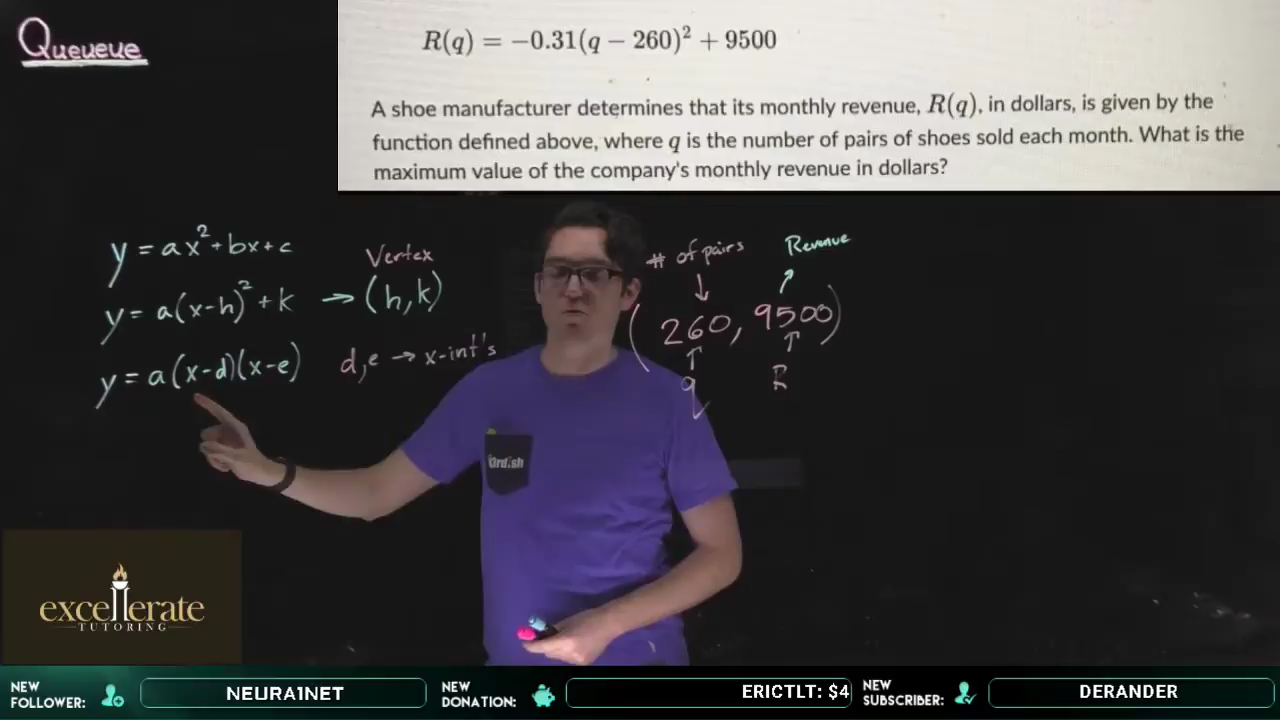 Queueue
R(q) = −0.31(q − 260)² + 9500
A shoe manufacturer determines that its monthly revenue, R(q), in dollars, is given by the
function defined above, where q is the number of pairs of shoes sold each month. What is the
maximum value of the company's monthly revenue in dollars?
y = ax² + bx + c
y = a(x-h)² + k → (h, k)
Vertex
y = a(x-d)(x-e)
d, e → x-int's
# of pairs
Revenue
(260, 9500)
q
R
Ordish
excellerate
TUTORING
NEW
FOLLOWER:
NEURA1NET
NEW
DONATION:
ERICTLT: $4
NEW
SUBSCRIBER:
DERANDER